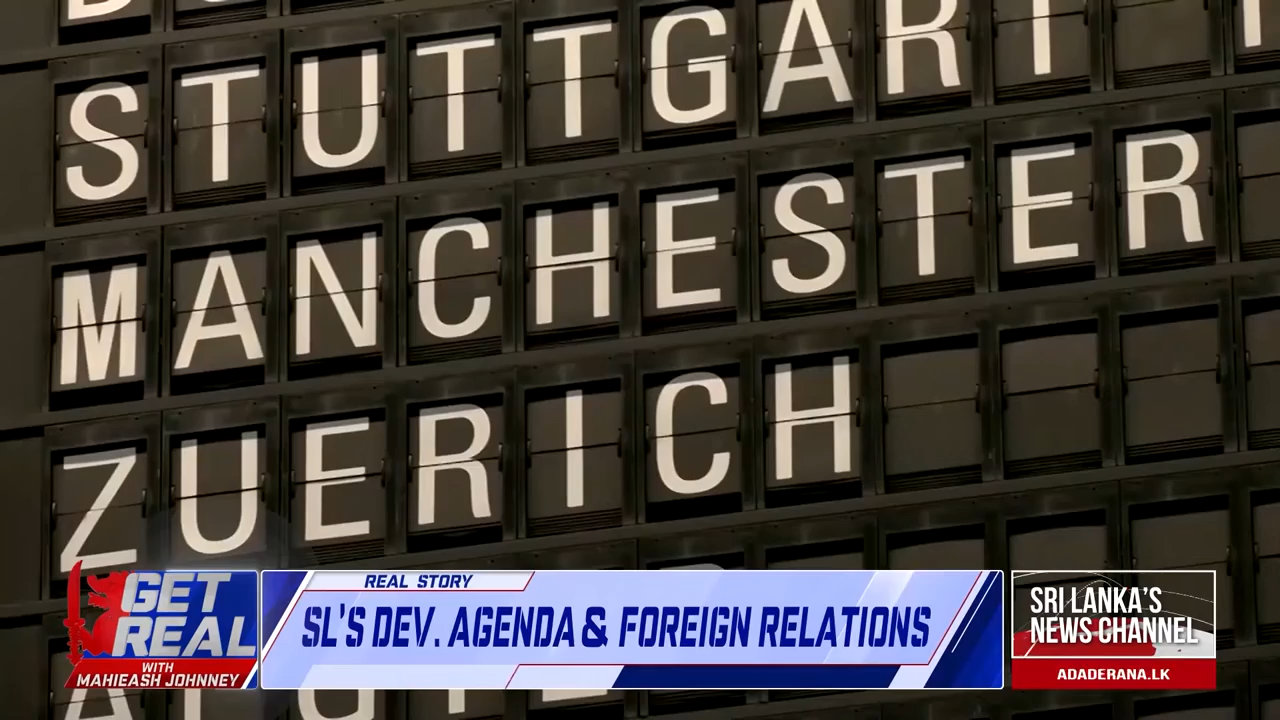 STUTTGART
MANCHESTER
ZUERICH
GET
REAL
WITH
MAHIEASH JOHNNEY
REAL STORY
SL'S DEV. AGENDA & FOREIGN RELATIONS
SRI LANKA'S
NEWS CHANNEL
ADADERANA.LK